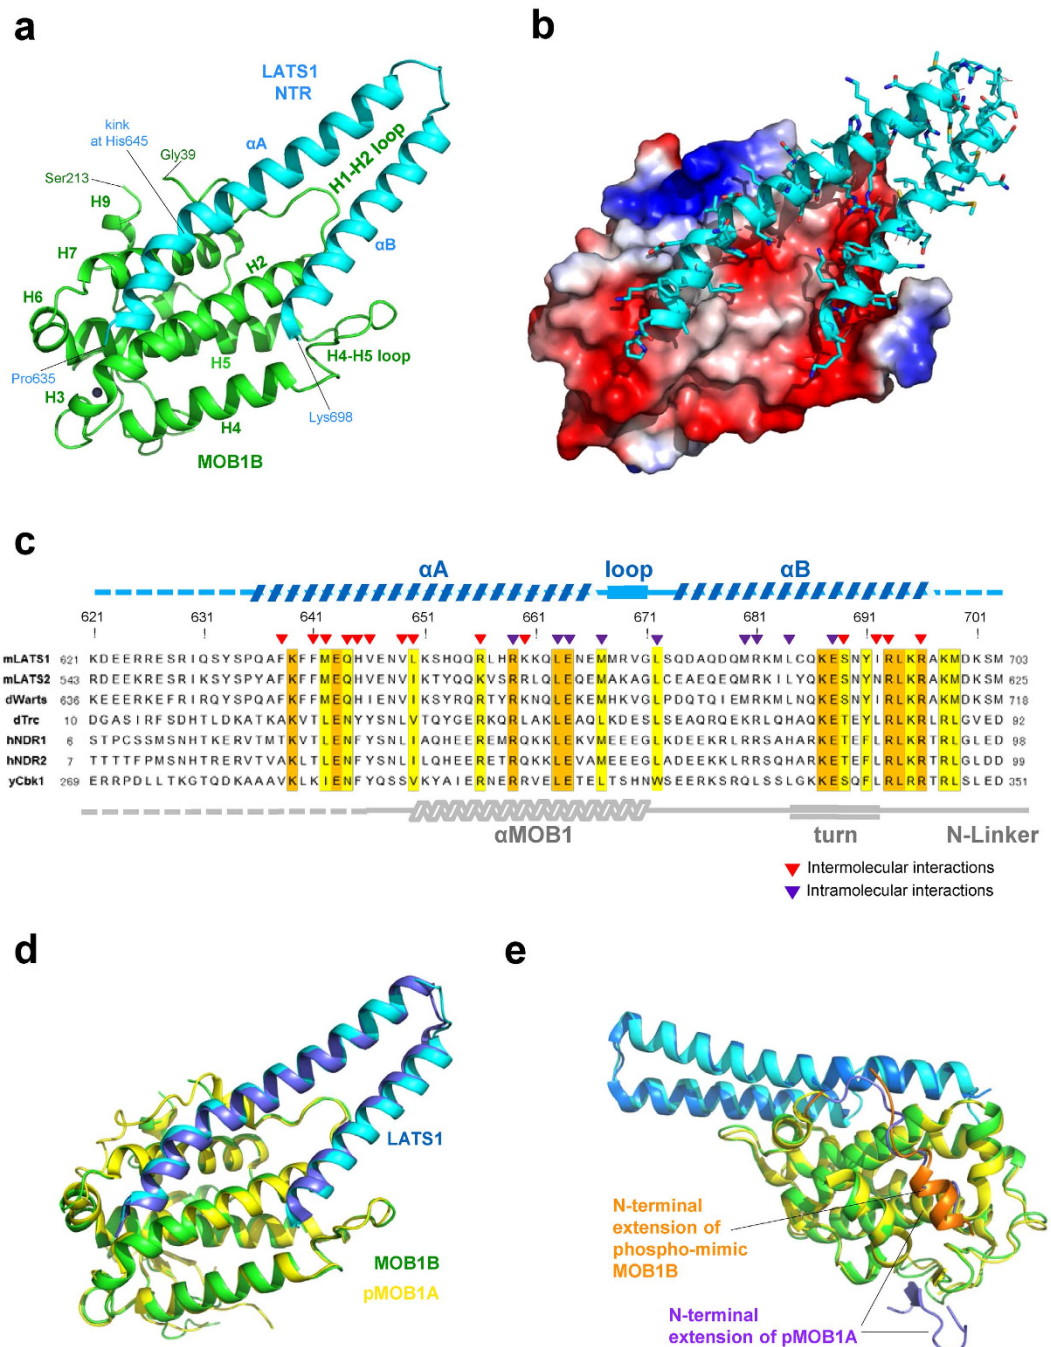 a
LATS1
NTR
kink
at His645
αA
Gly39
H1-H2 loop
Ser213
H9
αB
H7
H2
H6
H5
H4-H5 loop
Pro635
H3
Lys698
H4
MOB1B
b
c
αA loop αB
621 631 641 651 661 671 681 691 701
mLATS1 621 KDEERRESRIQSYSPQAFKFFMEQHVENVLKSHQQRLHRKKQLENEMMRVGLSQDAQDQMRKMLCQKESNYIRLKRAKMDKSM 703
mLATS2 543 RDEEKRESRIKSYSPYAFKFFMEQHVENVIKTYQQKVSRRLQLEQEMAKAGLCEAEQEQMRKILYQKESNYNRLKRAKMDKSM 625
dWarts 636 KEEERKEFRIRQYSPQAFKFFMEQHIENVIKSYRQRTYRKNQLEKEMHKVGLPDQTQIEMRKMLNQKESNYIRLKRAKMDKSM 718
dTrc 10 DGASIRFSDHTLDKATKAKVTLENYYSNLVTQYGERKQRLAKLEAQLKDESLSEAQRQEKRLQHAQKETEYLRLKRLRLGVED 92
hNDR1 6 STPCSSMSNHTKERVTMTKVTLENFYSNLIAQHEEREMRQKKLEKVMEEEGLKDEEKRLRRSAHARKETEFLRLKRTRLGLED 98
hNDR2 7 TTTTFPMSNHTRERVTVAKLTLENFYSNLILQHEERETRQKKLEVAMEEEGLADEEKKLRRSQHARKETEFLRLKRTRLGLDD 99
yCbk1 269 ERRPDLLTKGTQDKAAAVKLKIENFYQSSVKYAIERNERRVELETELTSHNWSDEEKSRQLSSLGKKESQFLRLRRTRLSLED 351
αMOB1 turn N-Linker
Intermolecular interactions
Intramolecular interactions
d
LATS1
MOB1B
pMOB1A
e
N-terminal
extension of
phospho-mimic
MOB1B
N-terminal
extension of pMOB1A